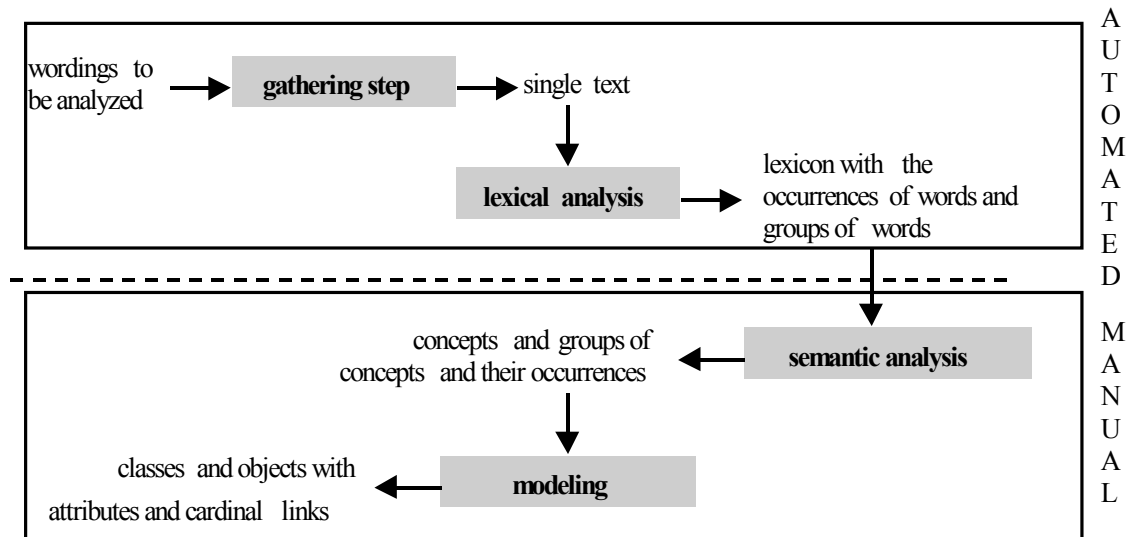 wordings to
be analyzed
gathering step
single text
lexical analysis
lexicon with the
occurrences of words and
groups of words
AUTOMATED
semantic analysis
concepts and groups of
concepts and their occurrences
modeling
classes and objects with
attributes and cardinal links
MANUAL